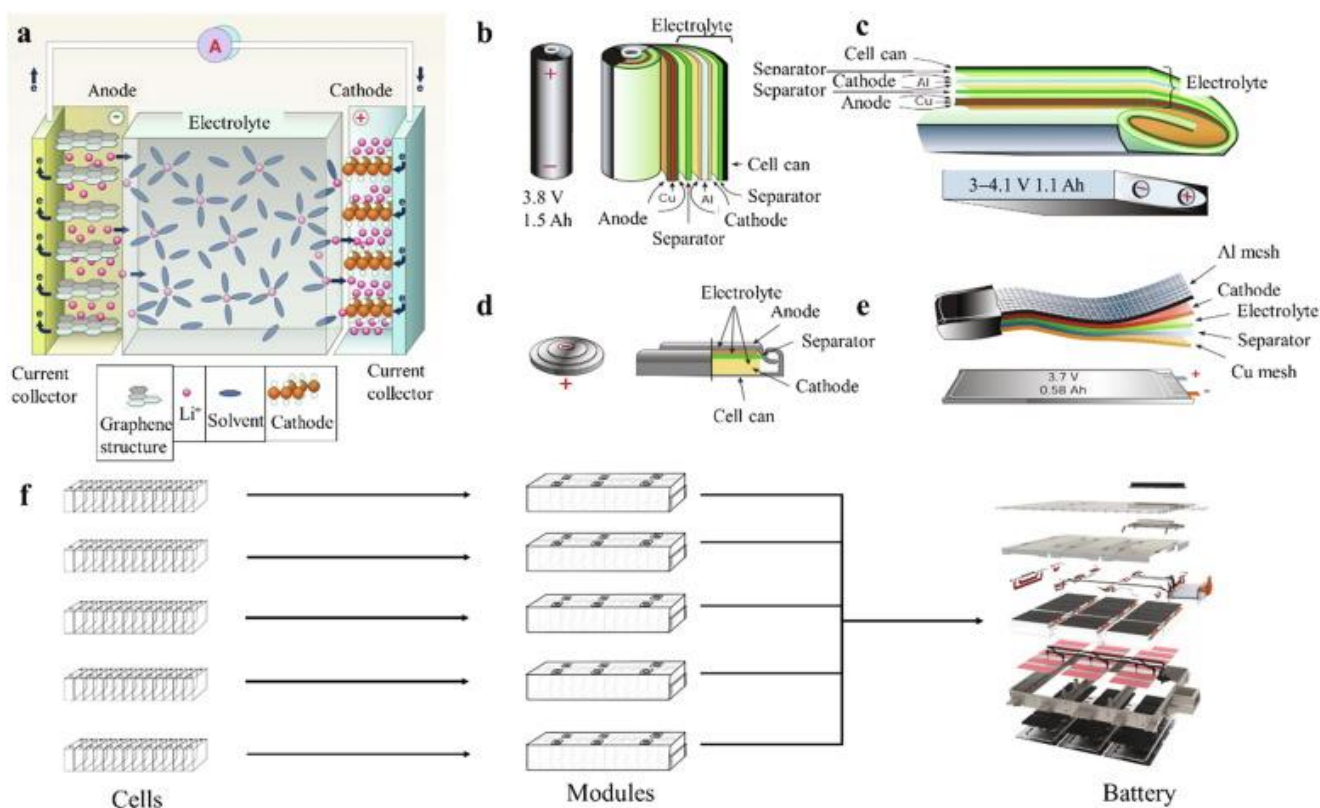 a
A
e
e
Anode
Cathode
−
+
Electrolyte
e
e
e
e
e
e
e
e
Current
collector
Current
collector
Graphene
structure
Li⁺
Solvent
Cathode
b
Electrolyte
+
−
3.8 V
1.5 Ah
Cell can
Cu
Al
Separator
Anode
Cathode
Separator
c
Cell can
Senarator
Cathode
Al
Separator
Anode
Cu
Electrolyte
3–4.1 V 1.1 Ah
−
+
d
Electrolyte
Anode
Separator
Cathode
Cell can
+
e
Al mesh
Cathode
Electrolyte
Separator
Cu mesh
3.7 V
0.58 Ah
+
-
f
Cells
Modules
Battery